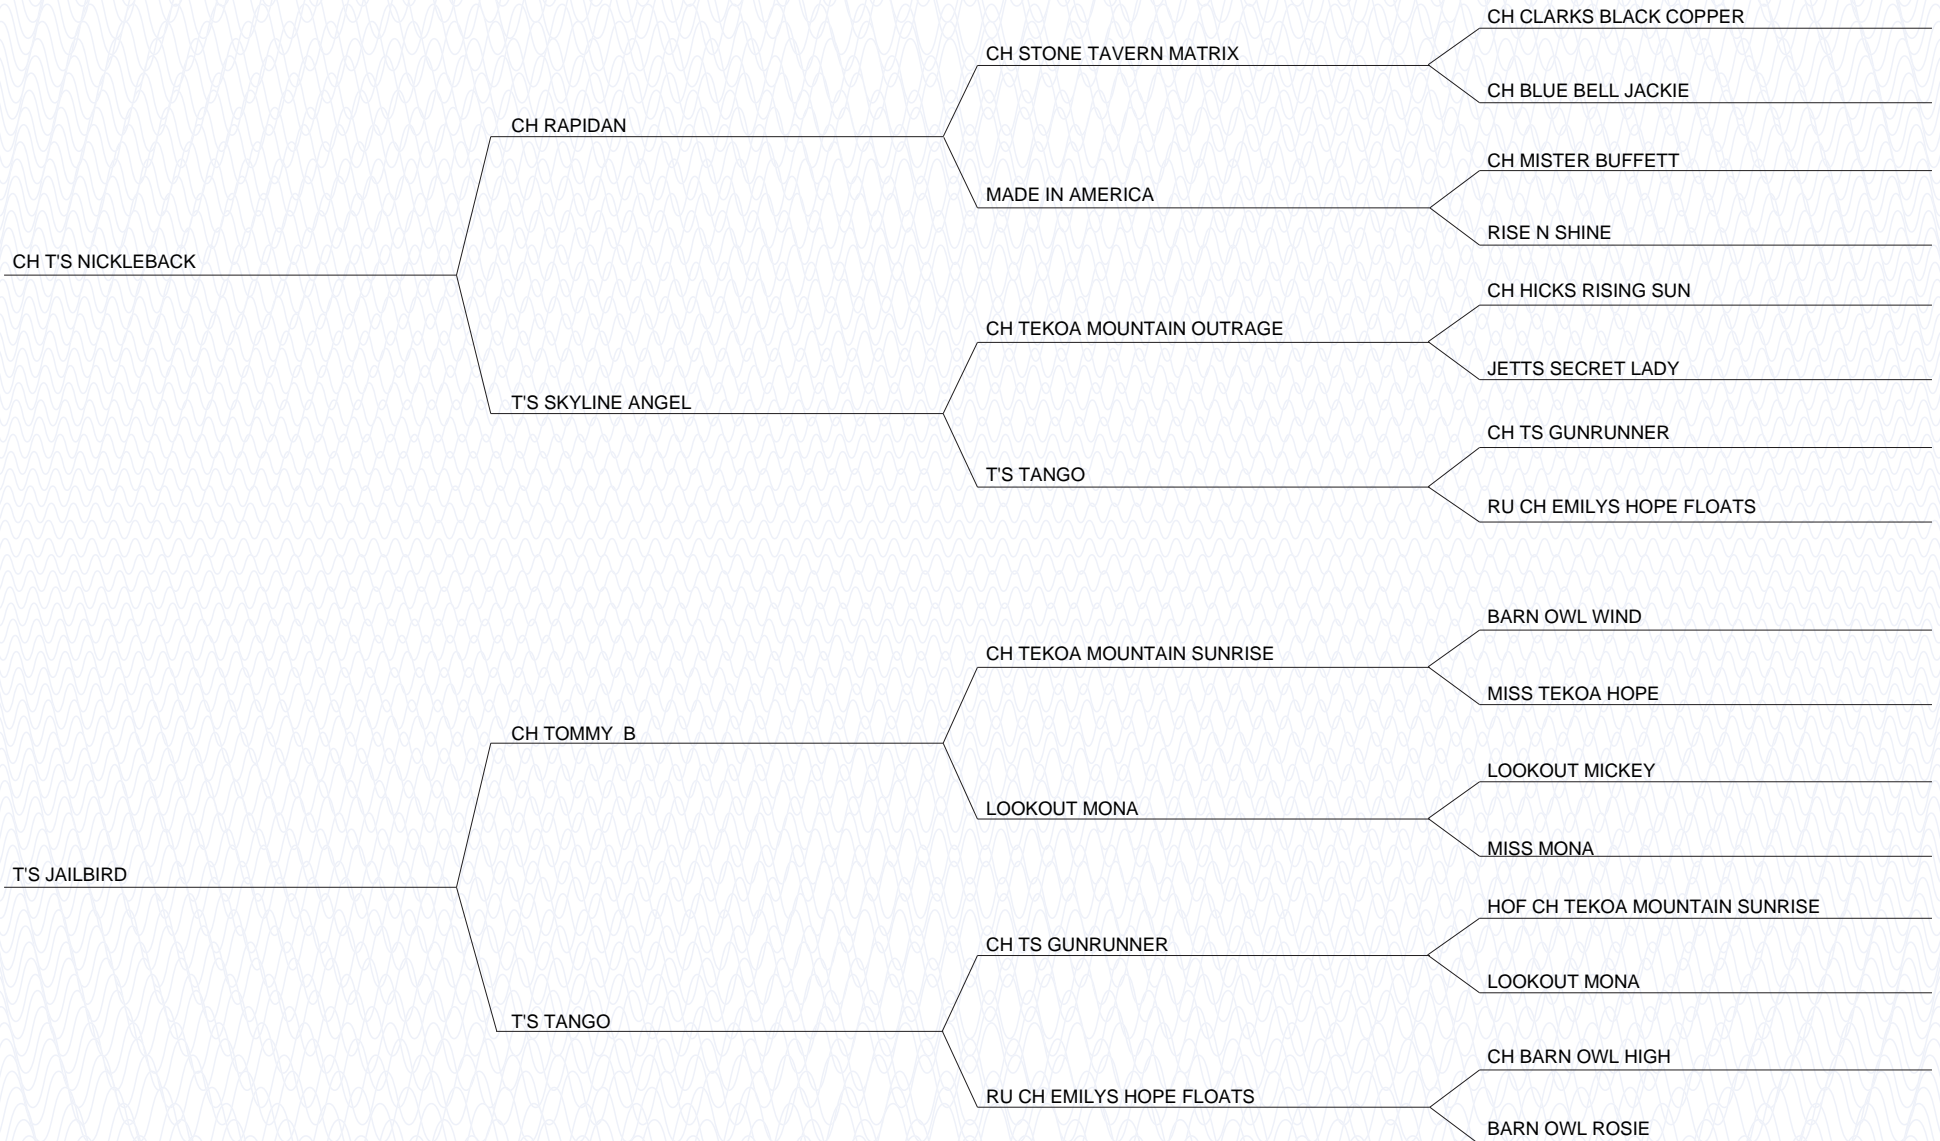 CH CLARKS BLACK COPPER
CH STONE TAVERN MATRIX
CH BLUE BELL JACKIE
CH RAPIDAN
CH MISTER BUFFETT
MADE IN AMERICA
RISE N SHINE
CH T'S NICKLEBACK
CH HICKS RISING SUN
CH TEKOA MOUNTAIN OUTRAGE
JETTS SECRET LADY
T'S SKYLINE ANGEL
CH TS GUNRUNNER
T'S TANGO
RU CH EMILYS HOPE FLOATS
BARN OWL WIND
CH TEKOA MOUNTAIN SUNRISE
MISS TEKOA HOPE
CH TOMMY  B
LOOKOUT MICKEY
LOOKOUT MONA
MISS MONA
T'S JAILBIRD
HOF CH TEKOA MOUNTAIN SUNRISE
CH TS GUNRUNNER
LOOKOUT MONA
T'S TANGO
CH BARN OWL HIGH
RU CH EMILYS HOPE FLOATS
BARN OWL ROSIE